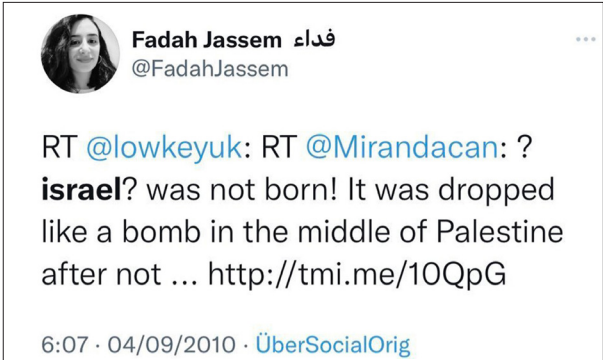 Fadah Jassem فداء
@FadahJassem
RT @lowkeyuk: RT @Mirandacan: ?
israel? was not born! It was dropped
like a bomb in the middle of Palestine
after not ... http://tmi.me/10QpG
6:07 · 04/09/2010 · ÜberSocialOrig